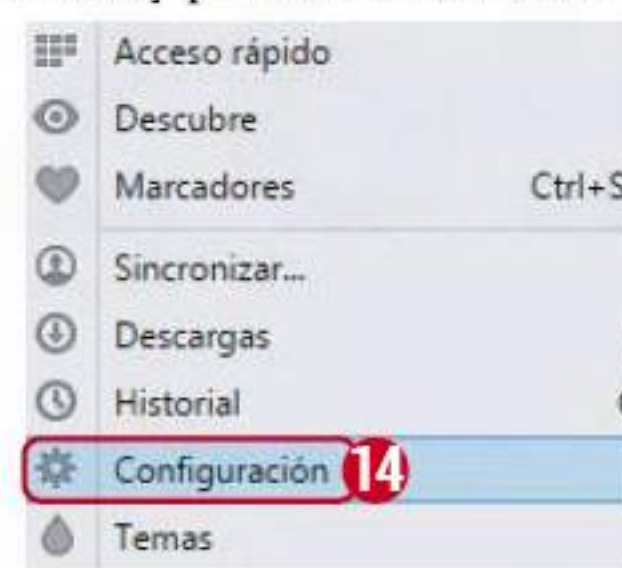 Acceso rápido
Descubre
Marcadores Ctrl+S
Sincronizar...
Descargas
Historial
Configuración 14
Temas